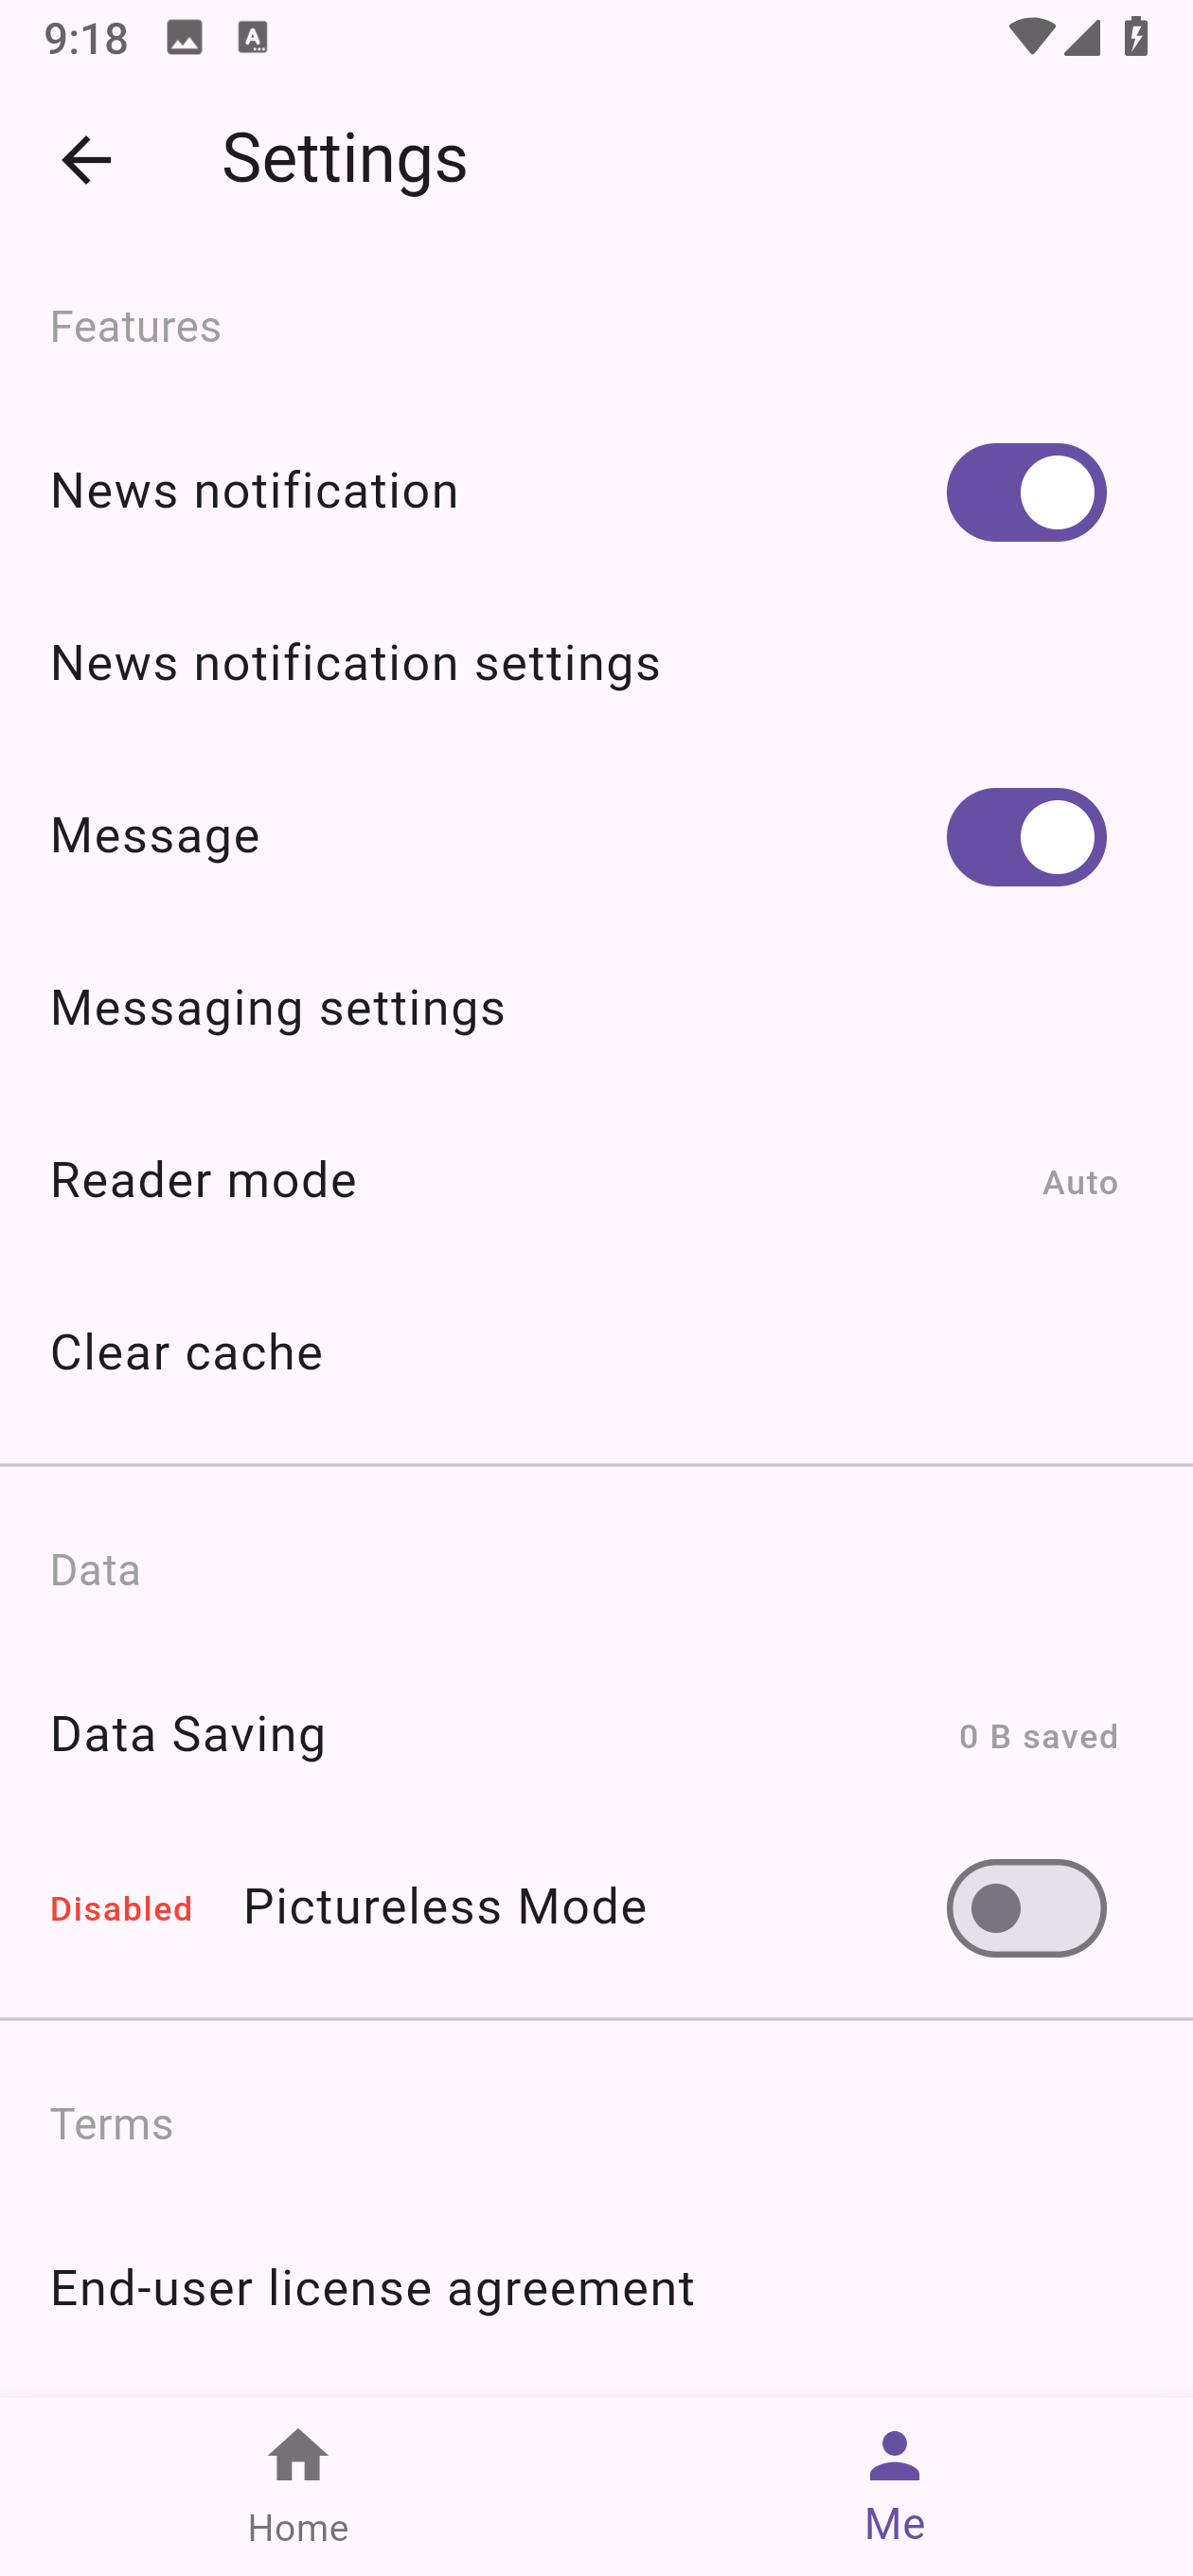 9:18
Settings
Features
News notification
News notification settings
Message
Messaging settings
Reader mode Auto
Clear cache
Data
Data Saving 0 B saved
Disabled Pictureless Mode
Terms
End-user license agreement
Home Me